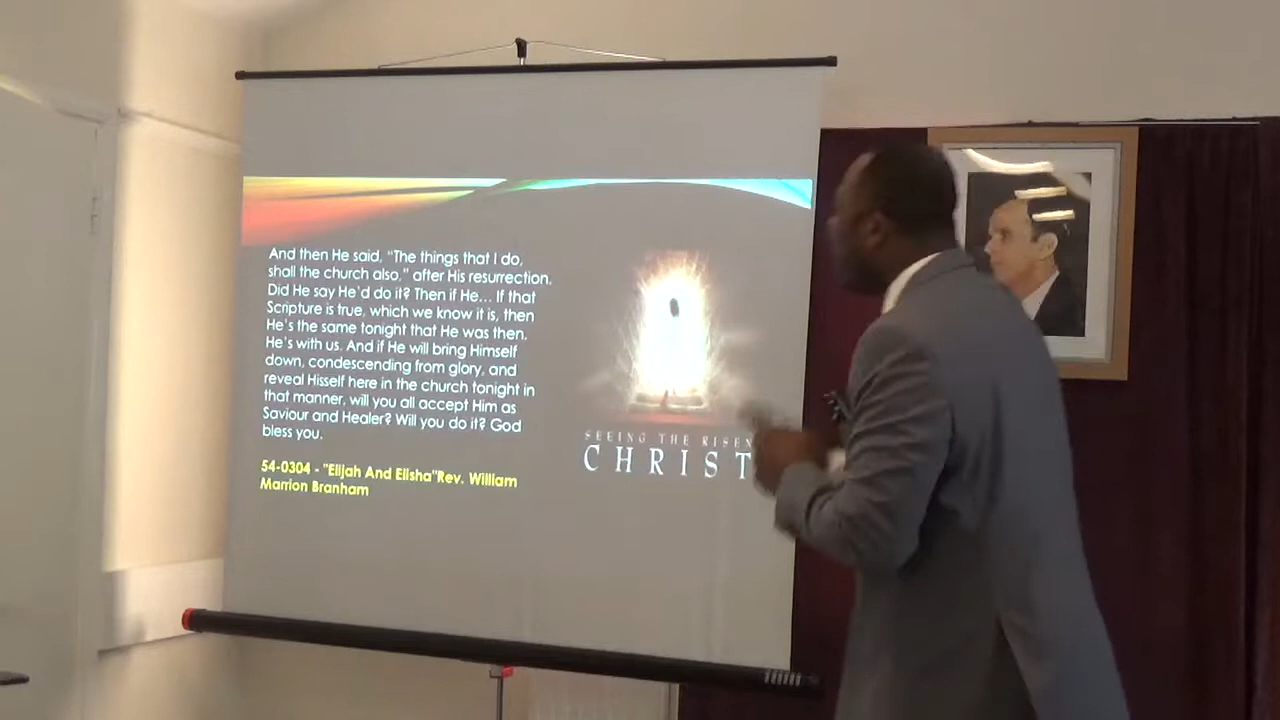 And then He said, "The things that I do,
shall the church also," after His resurrection.
Did He say He'd do it? Then if He... If that
Scripture is true, which we know it is, then
He's the same tonight that He was then.
He's with us. And if He will bring Himself
down, condescending from glory, and
reveal Hisself here in the church tonight in
that manner, will you all accept Him as
Saviour and Healer? Will you do it? God
bless you.
54-0304 - "Elijah And Elisha"Rev. William
Marrion Branham
SEEING THE RISEN
CHRIST